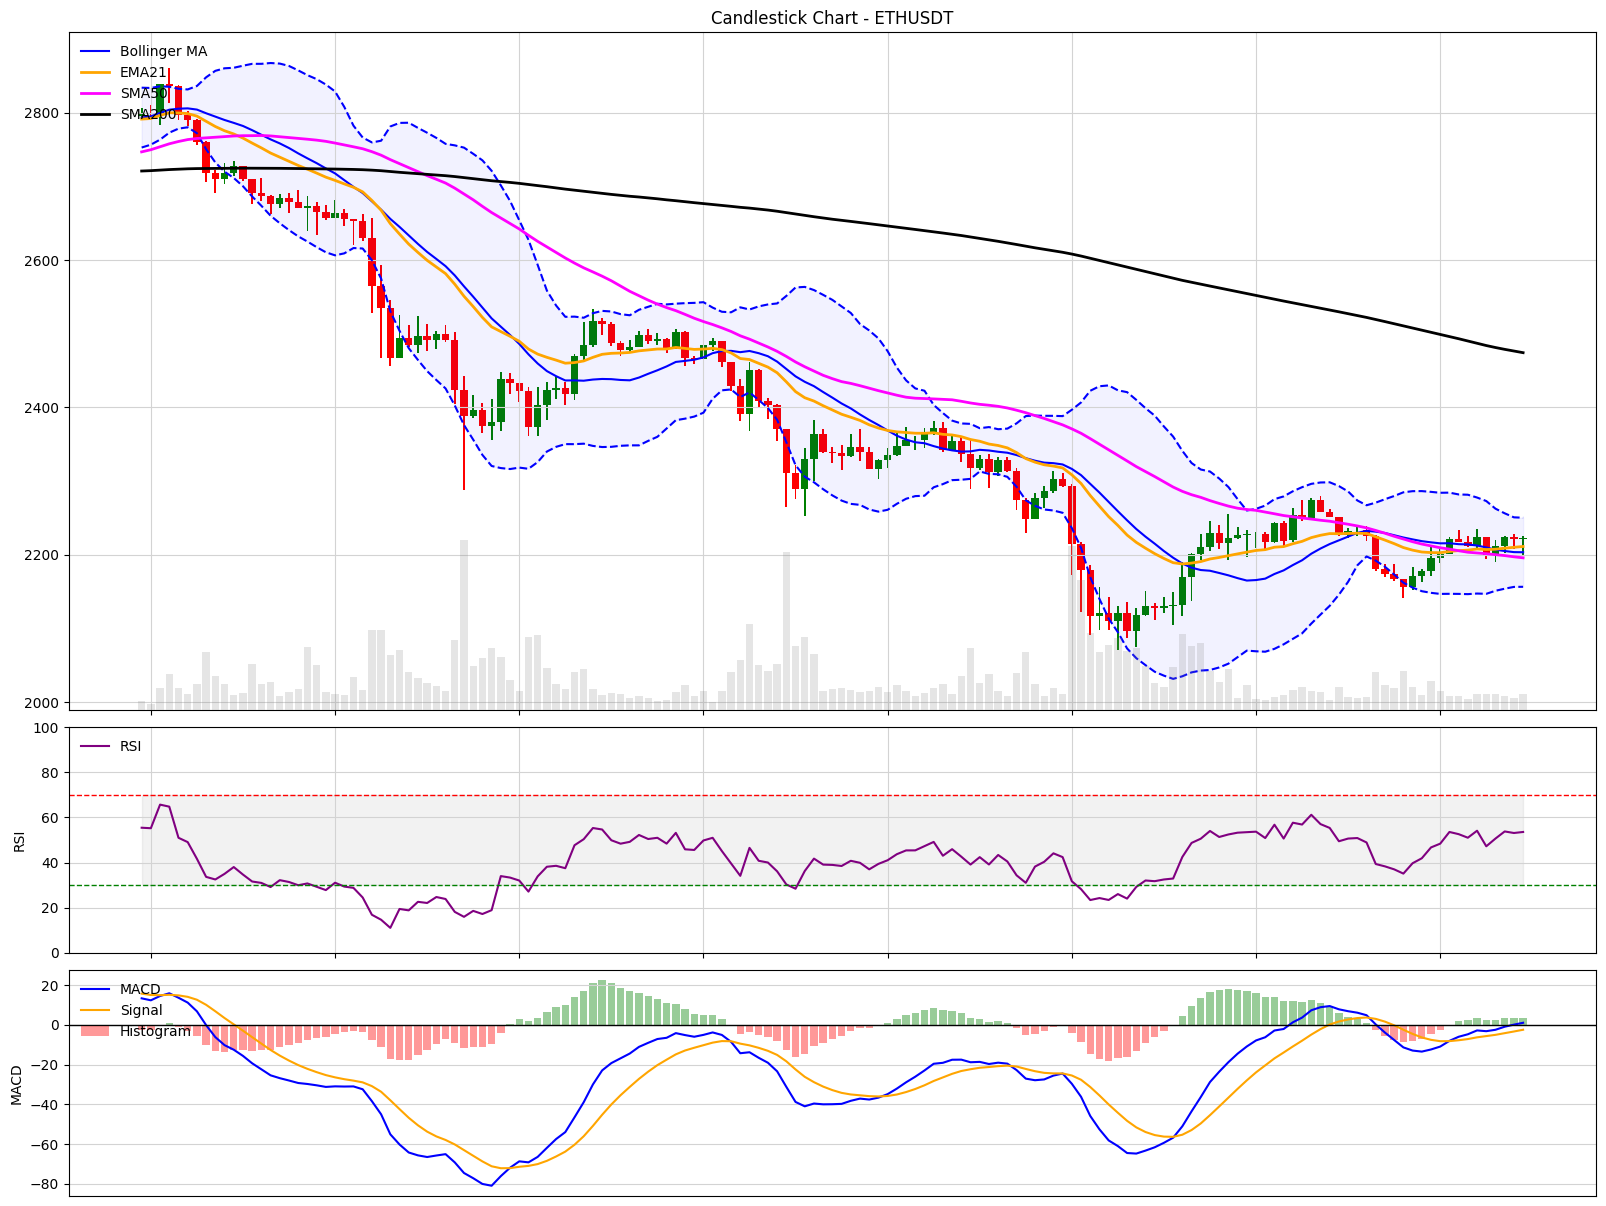 Candlestick Chart - ETHUSDT
Bollinger MA
EMA21
SMA50
SMA200
2800
2600
2400
2200
2000
RSI
100
80
60
40
20
0
RSI
MACD
Signal
Histogram
20
0
−20
−40
−60
−80
MACD